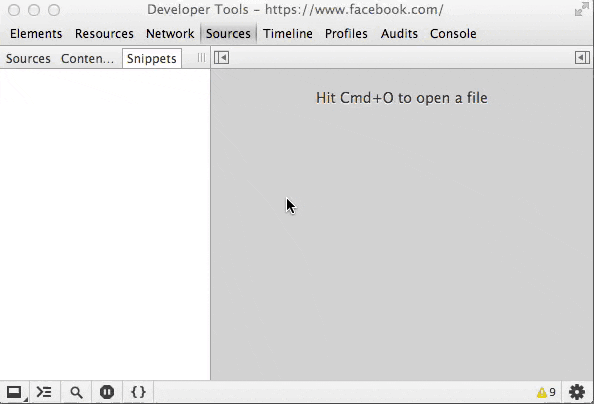 Developer Tools - https://www.facebook.com/
Elements Resources Network Sources Timeline Profiles Audits Console
Sources Conten... Snippets
Hit Cmd+O to open a file
9